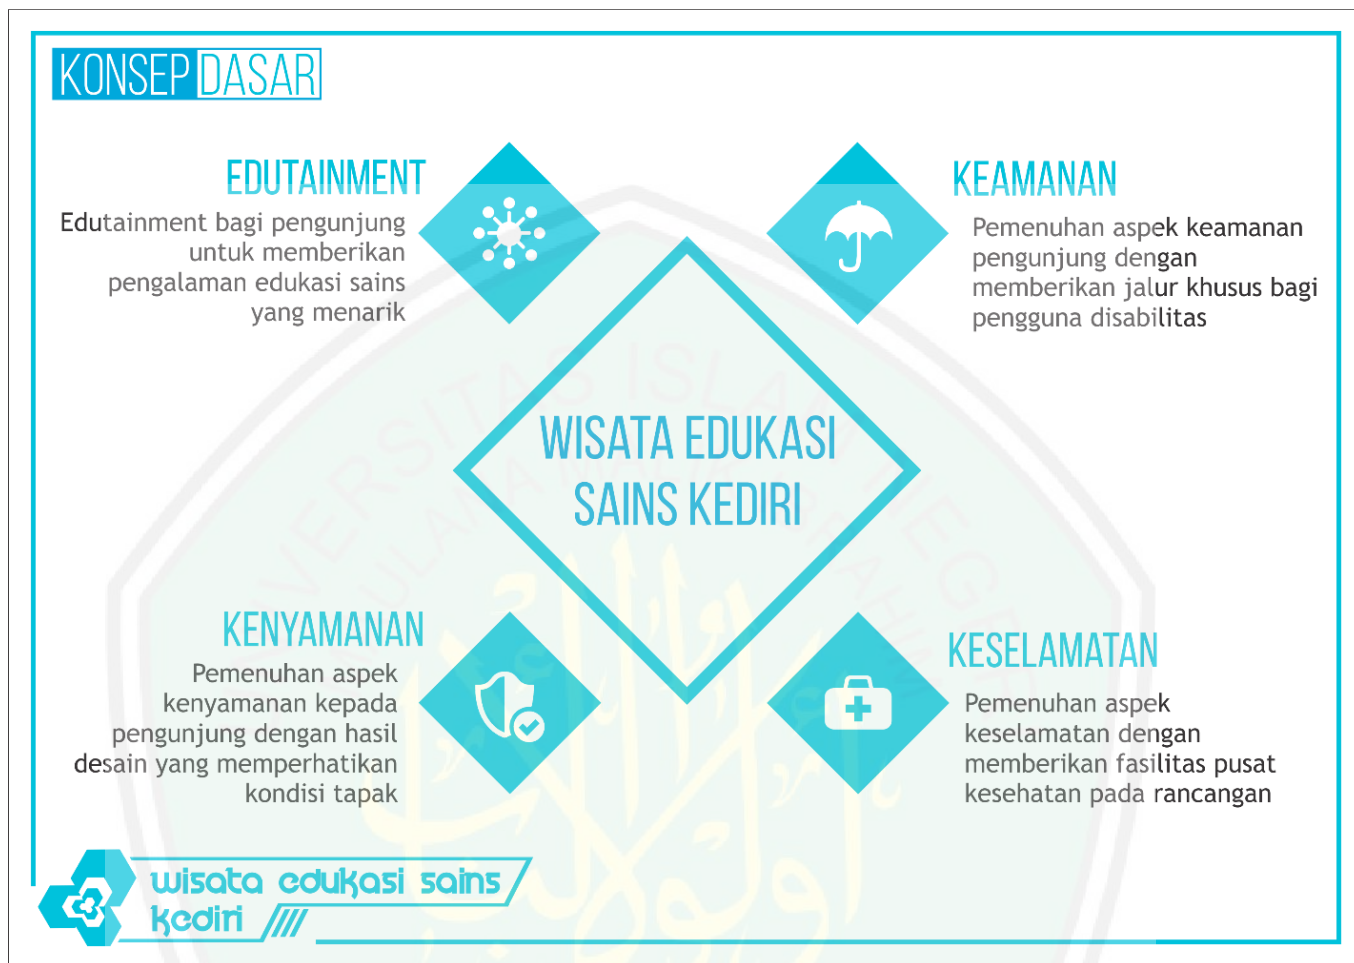 KONSEP DASAR
EDUTAINMENT
Edutainment bagi pengunjung
untuk memberikan
pengalaman edukasi sains
yang menarik
KEAMANAN
Pemenuhan aspek keamanan
pengunjung dengan
memberikan jalur khusus bagi
pengguna disabilitas
WISATA EDUKASI
SAINS KEDIRI
KENYAMANAN
Pemenuhan aspek
kenyamanan kepada
pengunjung dengan hasil
desain yang memperhatikan
kondisi tapak
KESELAMATAN
Pemenuhan aspek
keselamatan dengan
memberikan fasilitas pusat
kesehatan pada rancangan
wisata edukasi sains
kediri